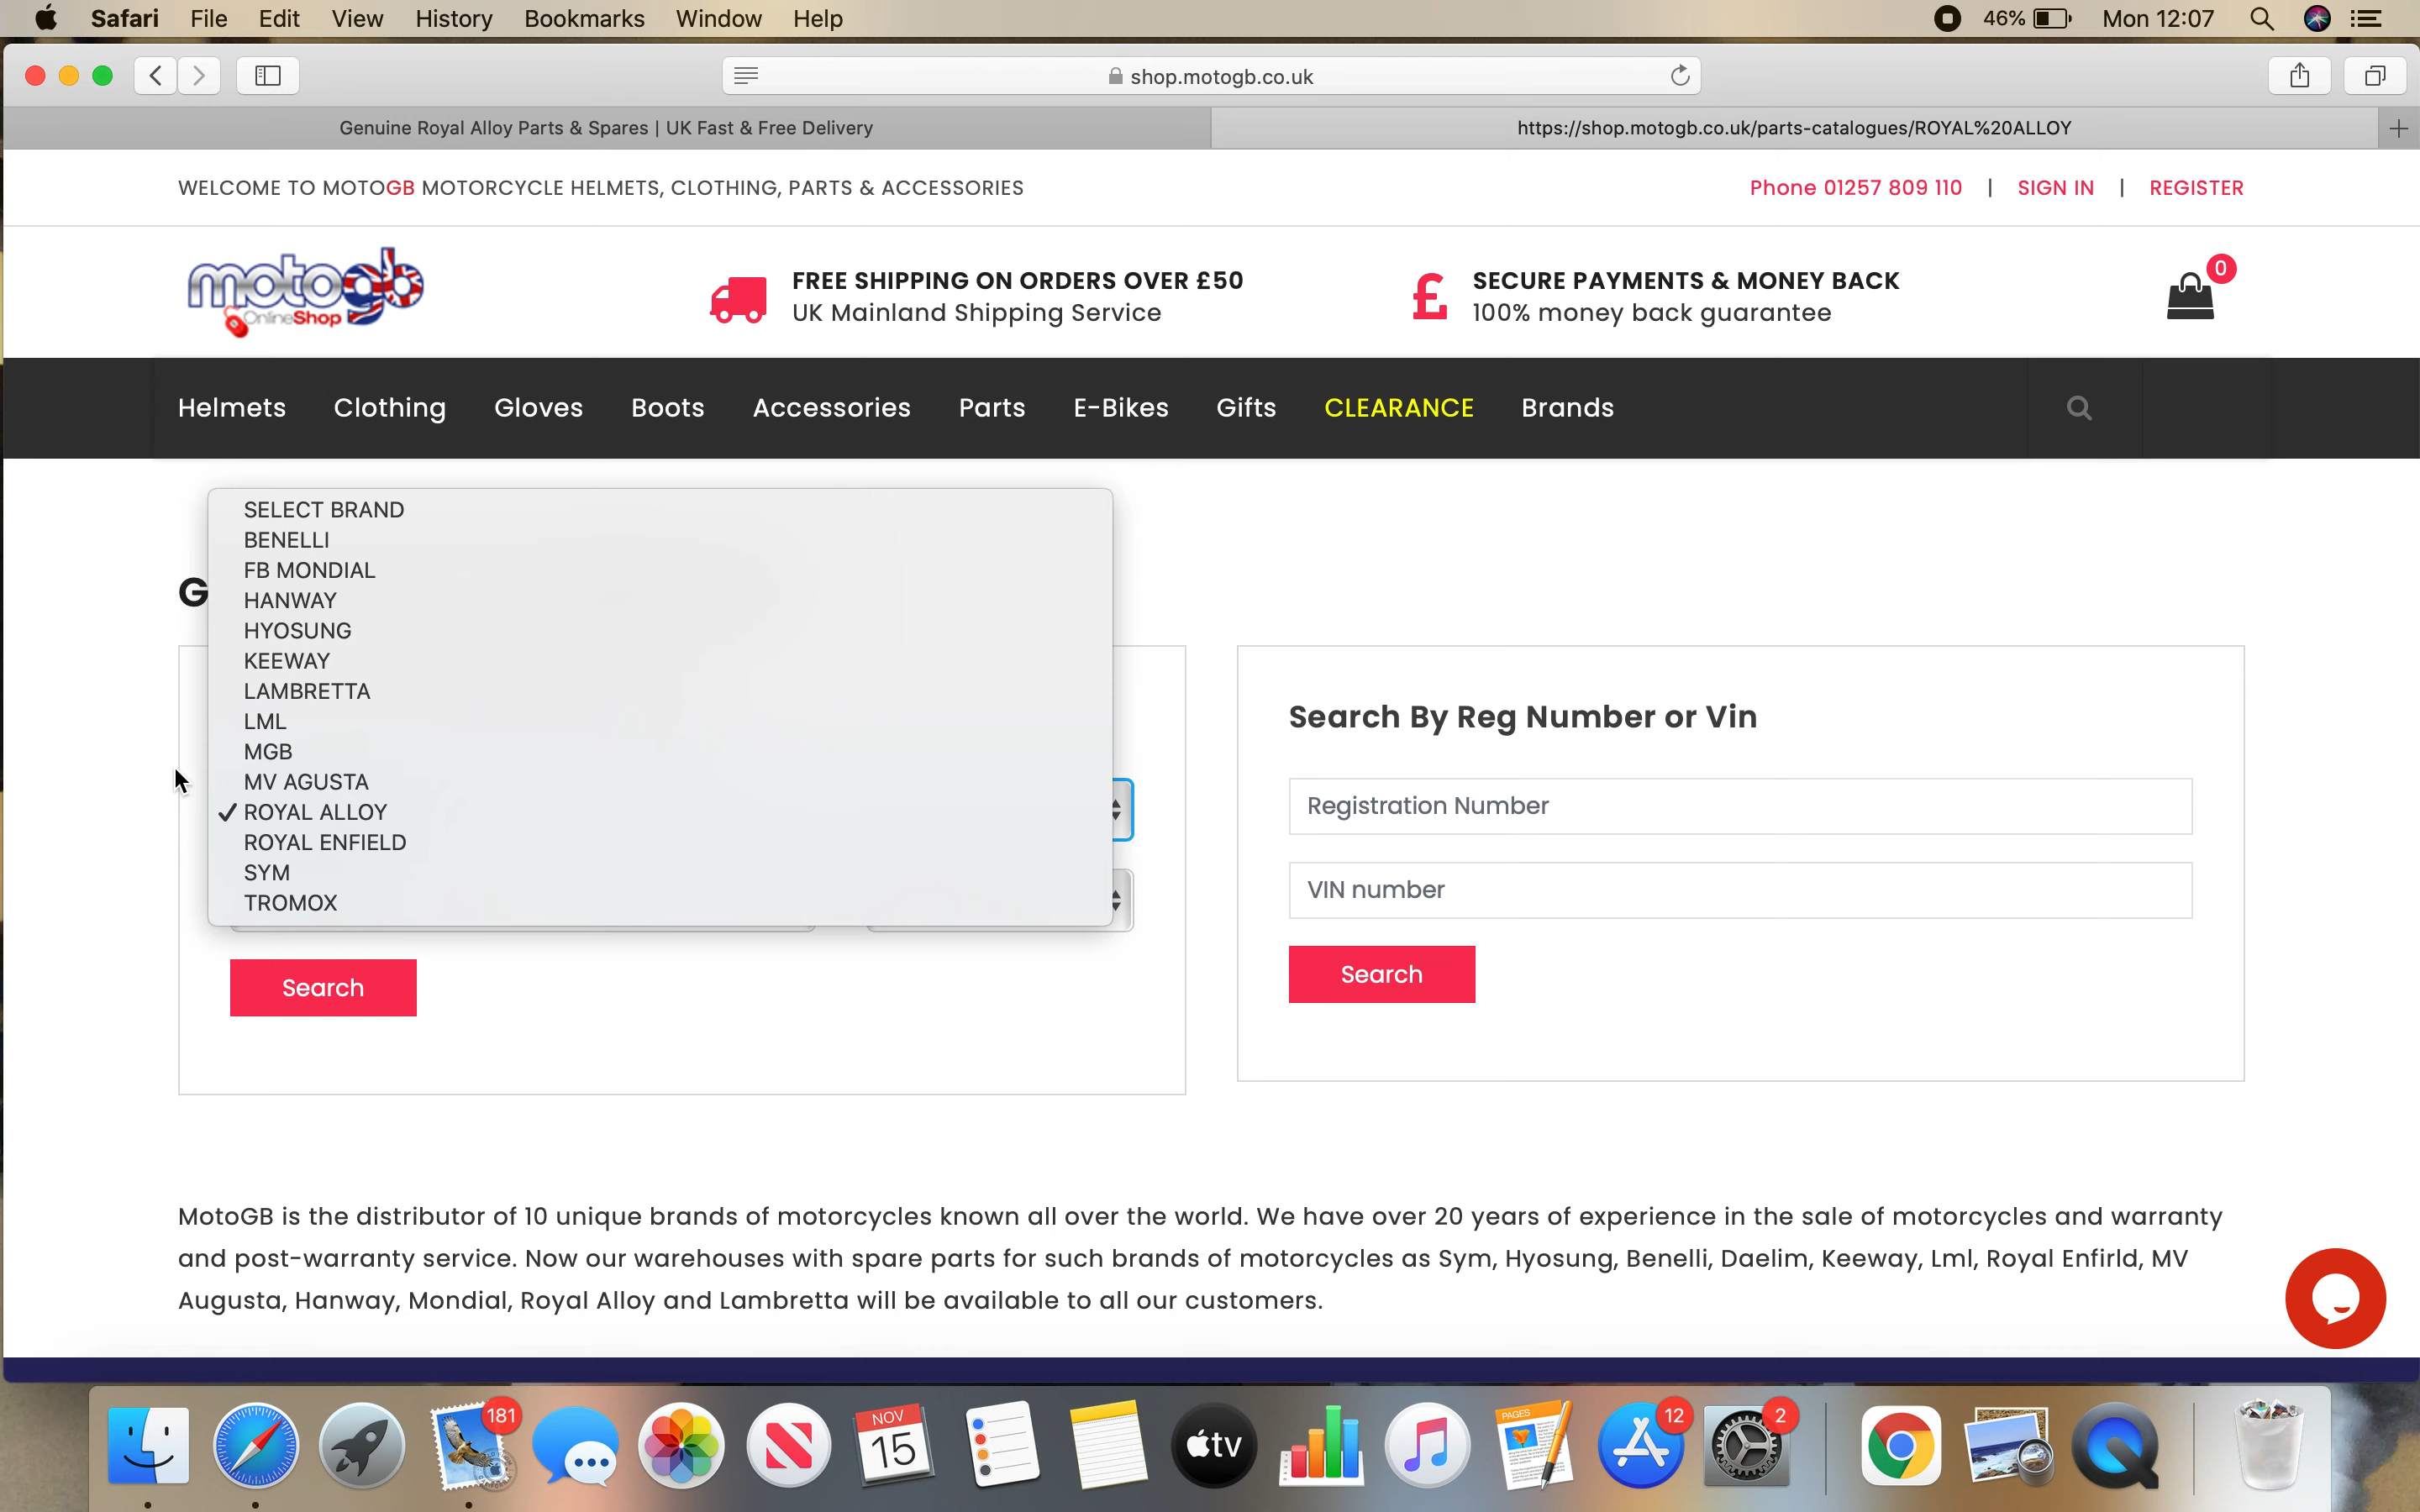 Safari File Edit View History Bookmarks Window Help 46% Mon 12:07
shop.motogb.co.uk
Genuine Royal Alloy Parts & Spares | UK Fast & Free Delivery
https://shop.motogb.co.uk/parts-catalogues/ROYAL%20ALLOY
WELCOME TO MOTOGB MOTORCYCLE HELMETS, CLOTHING, PARTS & ACCESSORIES
Phone 01257 809 110 | SIGN IN | REGISTER
motogb
OnlineShop
FREE SHIPPING ON ORDERS OVER £50
UK Mainland Shipping Service
£
SECURE PAYMENTS & MONEY BACK
100% money back guarantee
0
Helmets Clothing Gloves Boots Accessories Parts E-Bikes Gifts CLEARANCE Brands
G
SELECT BRAND
BENELLI
FB MONDIAL
HANWAY
HYOSUNG
KEEWAY
LAMBRETTA
LML
MGB
MV AGUSTA
✓ ROYAL ALLOY
ROYAL ENFIELD
SYM
TROMOX
Search
Search By Reg Number or Vin
Registration Number
VIN number
Search
MotoGB is the distributor of 10 unique brands of motorcycles known all over the world. We have over 20 years of experience in the sale of motorcycles and warranty
and post-warranty service. Now our warehouses with spare parts for such brands of motorcycles as Sym, Hyosung, Benelli, Daelim, Keeway, Lml, Royal Enfirld, MV
Augusta, Hanway, Mondial, Royal Alloy and Lambretta will be available to all our customers.
181
NOV
15
tv
PAGES
12
2